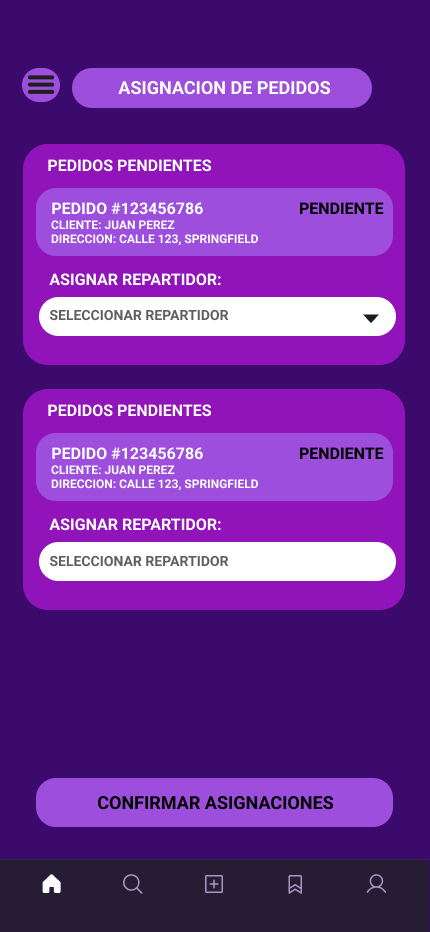 ASIGNACION DE PEDIDOS
PEDIDOS PENDIENTES
PEDIDO #123456786 PENDIENTE
CLIENTE: JUAN PEREZ
DIRECCION: CALLE 123, SPRINGFIELD
ASIGNAR REPARTIDOR:
SELECCIONAR REPARTIDOR
PEDIDOS PENDIENTES
PEDIDO #123456786 PENDIENTE
CLIENTE: JUAN PEREZ
DIRECCION: CALLE 123, SPRINGFIELD
ASIGNAR REPARTIDOR:
SELECCIONAR REPARTIDOR
CONFIRMAR ASIGNACIONES